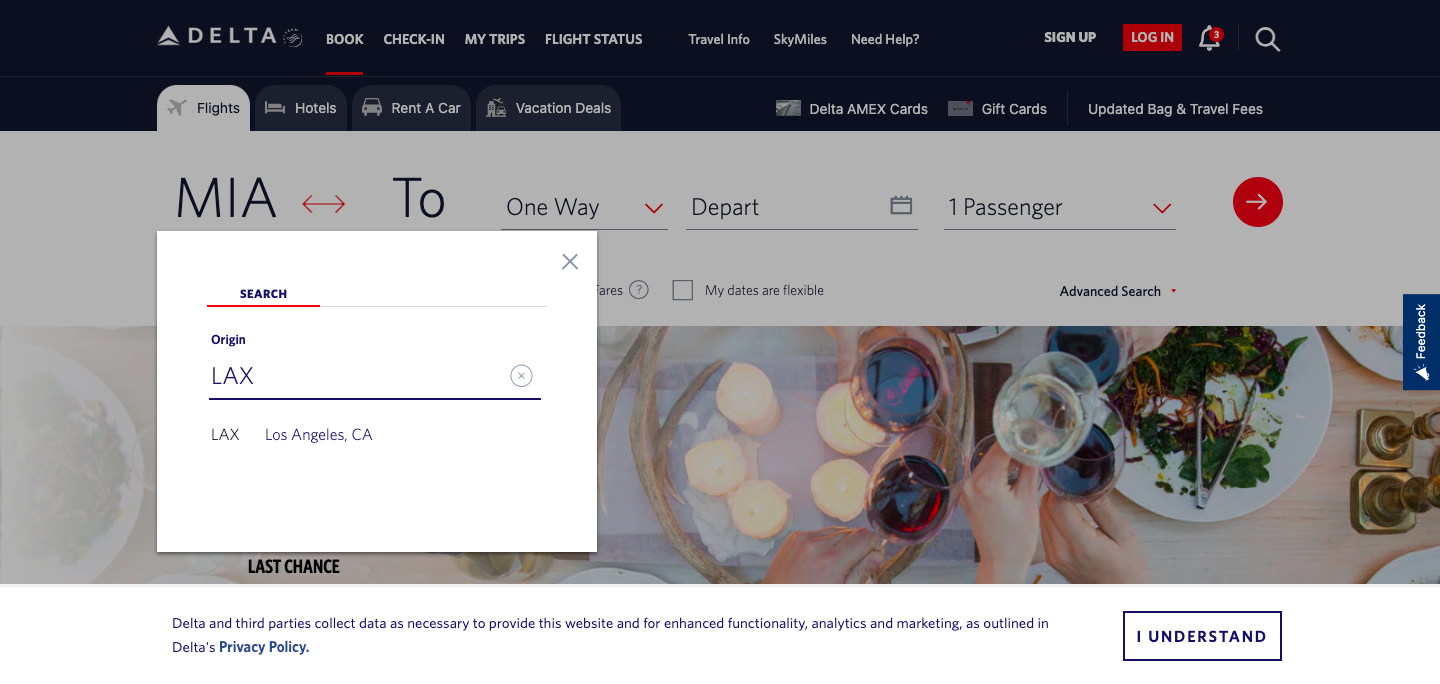 DELTA
BOOK CHECK-IN MY TRIPS FLIGHT STATUS Travel Info SkyMiles Need Help? SIGN UP LOG IN 3
Flights Hotels Rent A Car Vacation Deals Delta AMEX Cards Gift Cards Updated Bag & Travel Fees
MIA To One Way Depart 1 Passenger
Fares ? My dates are flexible Advanced Search
SEARCH
Origin
LAX
LAX Los Angeles, CA
Feedback
LAST CHANCE
Delta and third parties collect data as necessary to provide this website and for enhanced functionality, analytics and marketing, as outlined in
Delta's Privacy Policy.
I UNDERSTAND